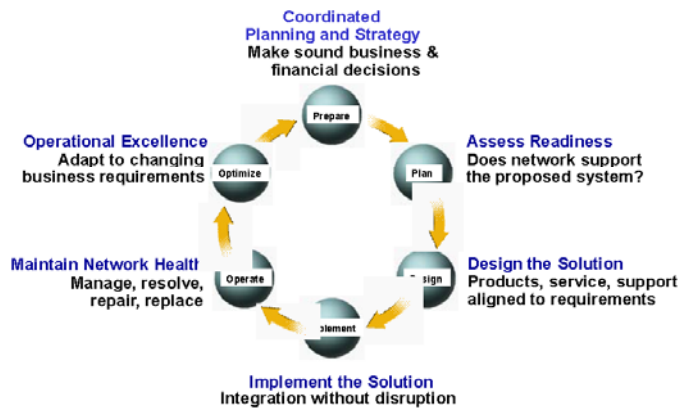 Coordinated
Planning and Strategy
Make sound business &
financial decisions
Prepare
Assess Readiness
Does network support
the proposed system?
Plan
Design the Solution
Products, service, support
aligned to requirements
Implement the Solution
Integration without disruption
Operate
Maintain Network
Manage, resolve,
repair, replace
Optimize
Operational Excellence
Adapt to changing
business requirements